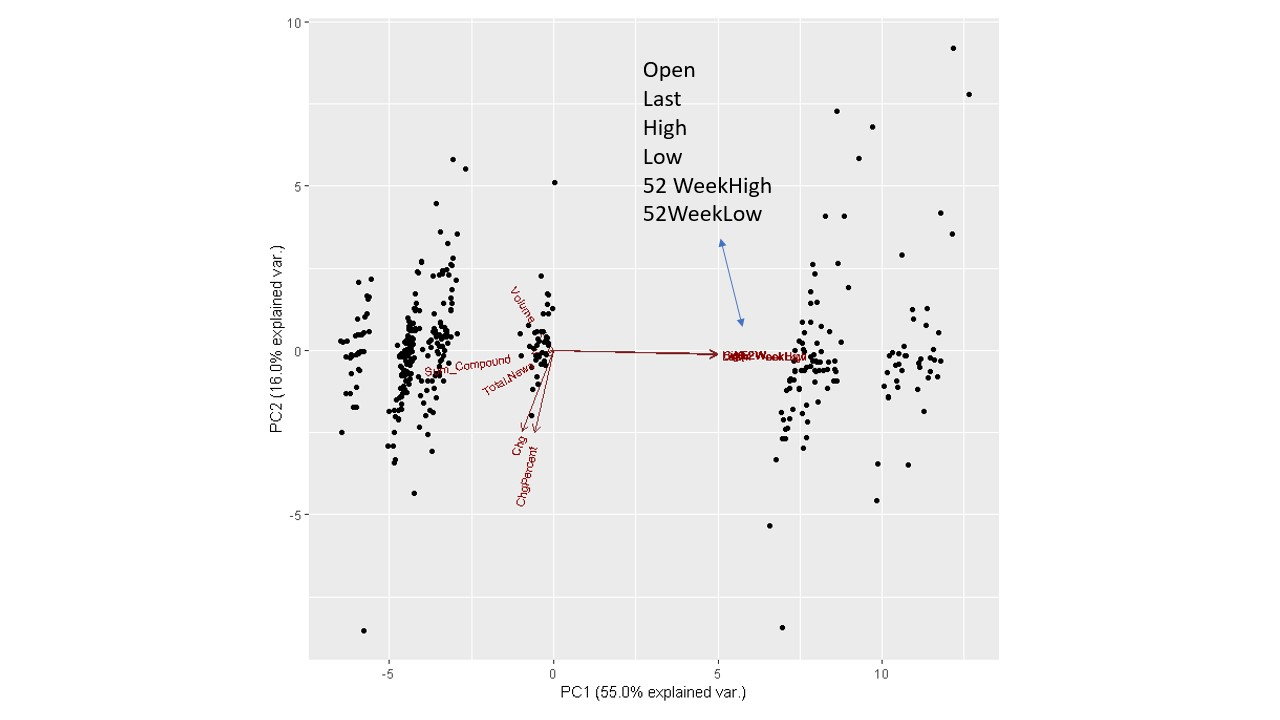 10
Open
Last
High
Low
52 WeekHigh
52WeekLow
5
Volume
0
Sum_Compound
Total.New
Chg
ChgPercent
-5
-5
0
5
10
PC1 (55.0% explained var.)
PC2 (16.0% explained var.)